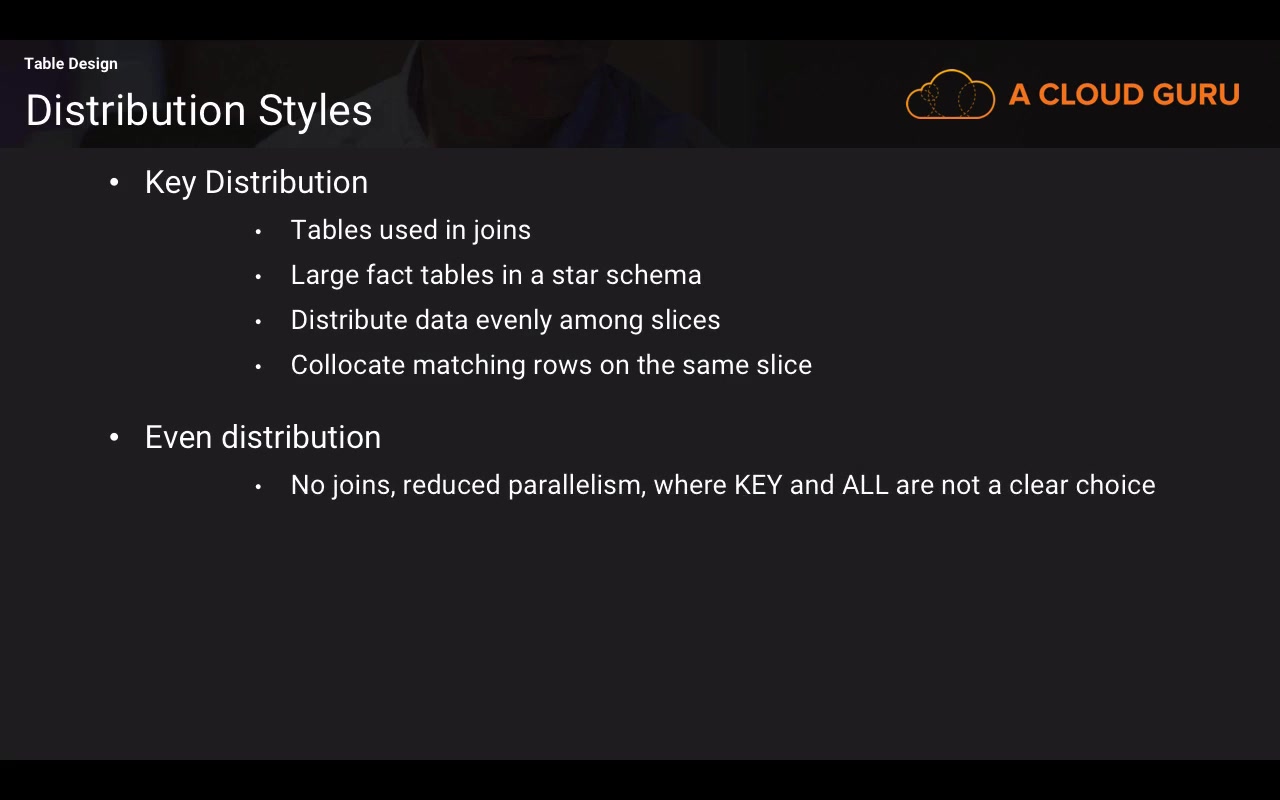 Table Design
Distribution Styles
A CLOUD GURU
• Key Distribution
• Tables used in joins
• Large fact tables in a star schema
• Distribute data evenly among slices
• Collocate matching rows on the same slice
• Even distribution
• No joins, reduced parallelism, where KEY and ALL are not a clear choice